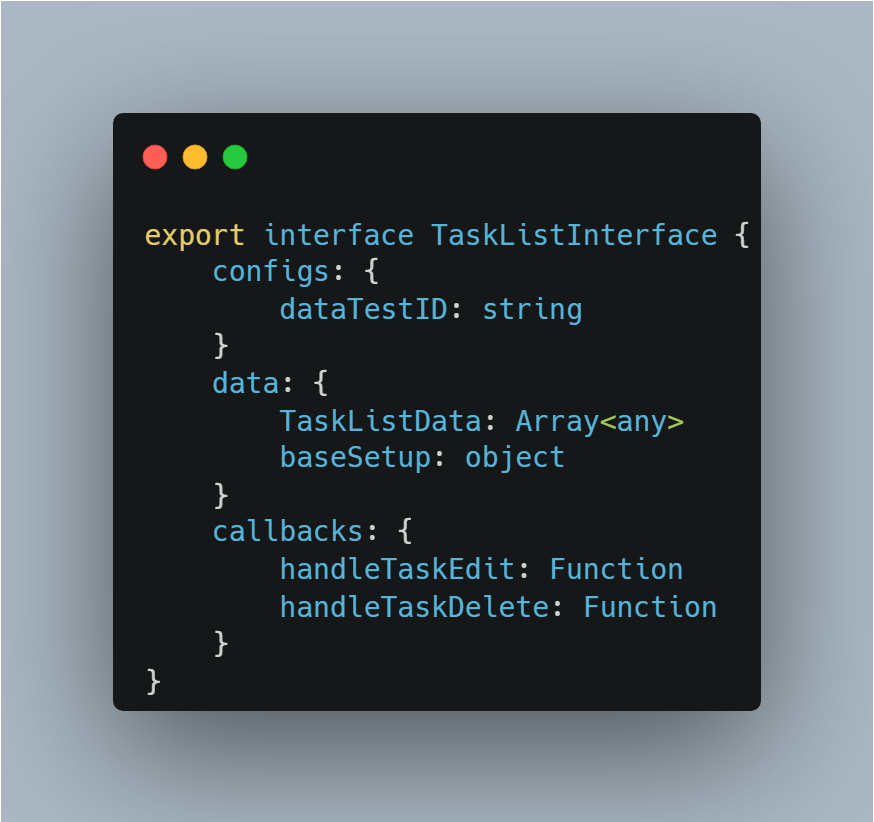 export interface TaskListInterface {
    configs: {
        dataTestID: string
    }
    data: {
        TaskListData: Array<any>
        baseSetup: object
    }
    callbacks: {
        handleTaskEdit: Function
        handleTaskDelete: Function
    }
}